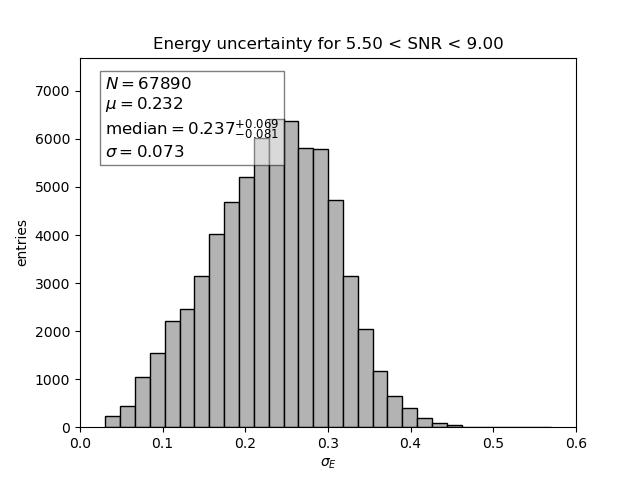 Energy uncertainty for 5.50 < SNR < 9.00
N = 67890
μ = 0.232
median = 0.237 +0.069 −0.081
σ = 0.073
7000
6000
5000
4000
3000
2000
1000
0
entries
0.0 0.1 0.2 0.3 0.4 0.5 0.6
σE